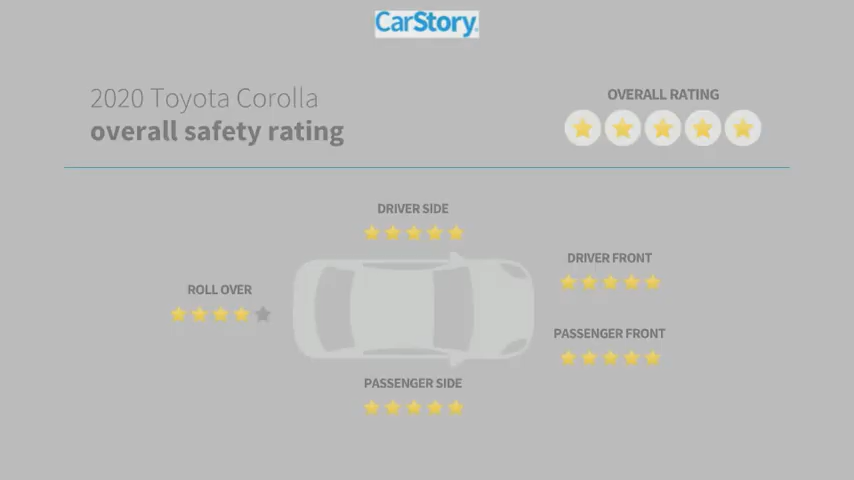 CarStory.
2020 Toyota Corolla
overall safety rating
OVERALL RATING
DRIVER SIDE
DRIVER FRONT
ROLL OVER
PASSENGER FRONT
PASSENGER SIDE